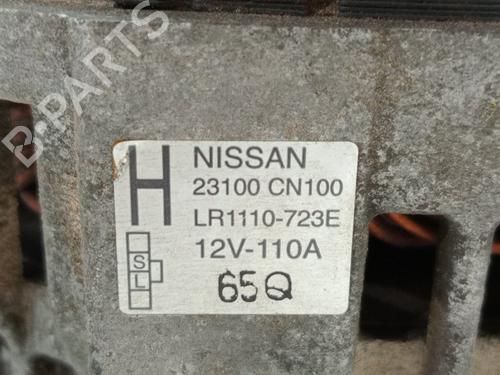 B-PARTS
H NISSAN
23100 CN100
LR1110-723E
12V-110A
S
L
65Q